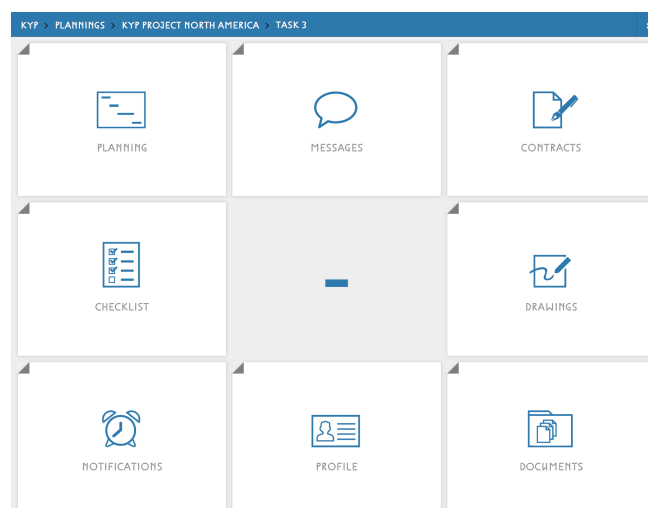 KYP > PLANNINGS > KYP PROJECT NORTH AMERICA > TASK 3
PLANNING
MESSAGES
CONTRACTS
CHECKLIST
DRAWINGS
NOTIFICATIONS
PROFILE
DOCUMENTS